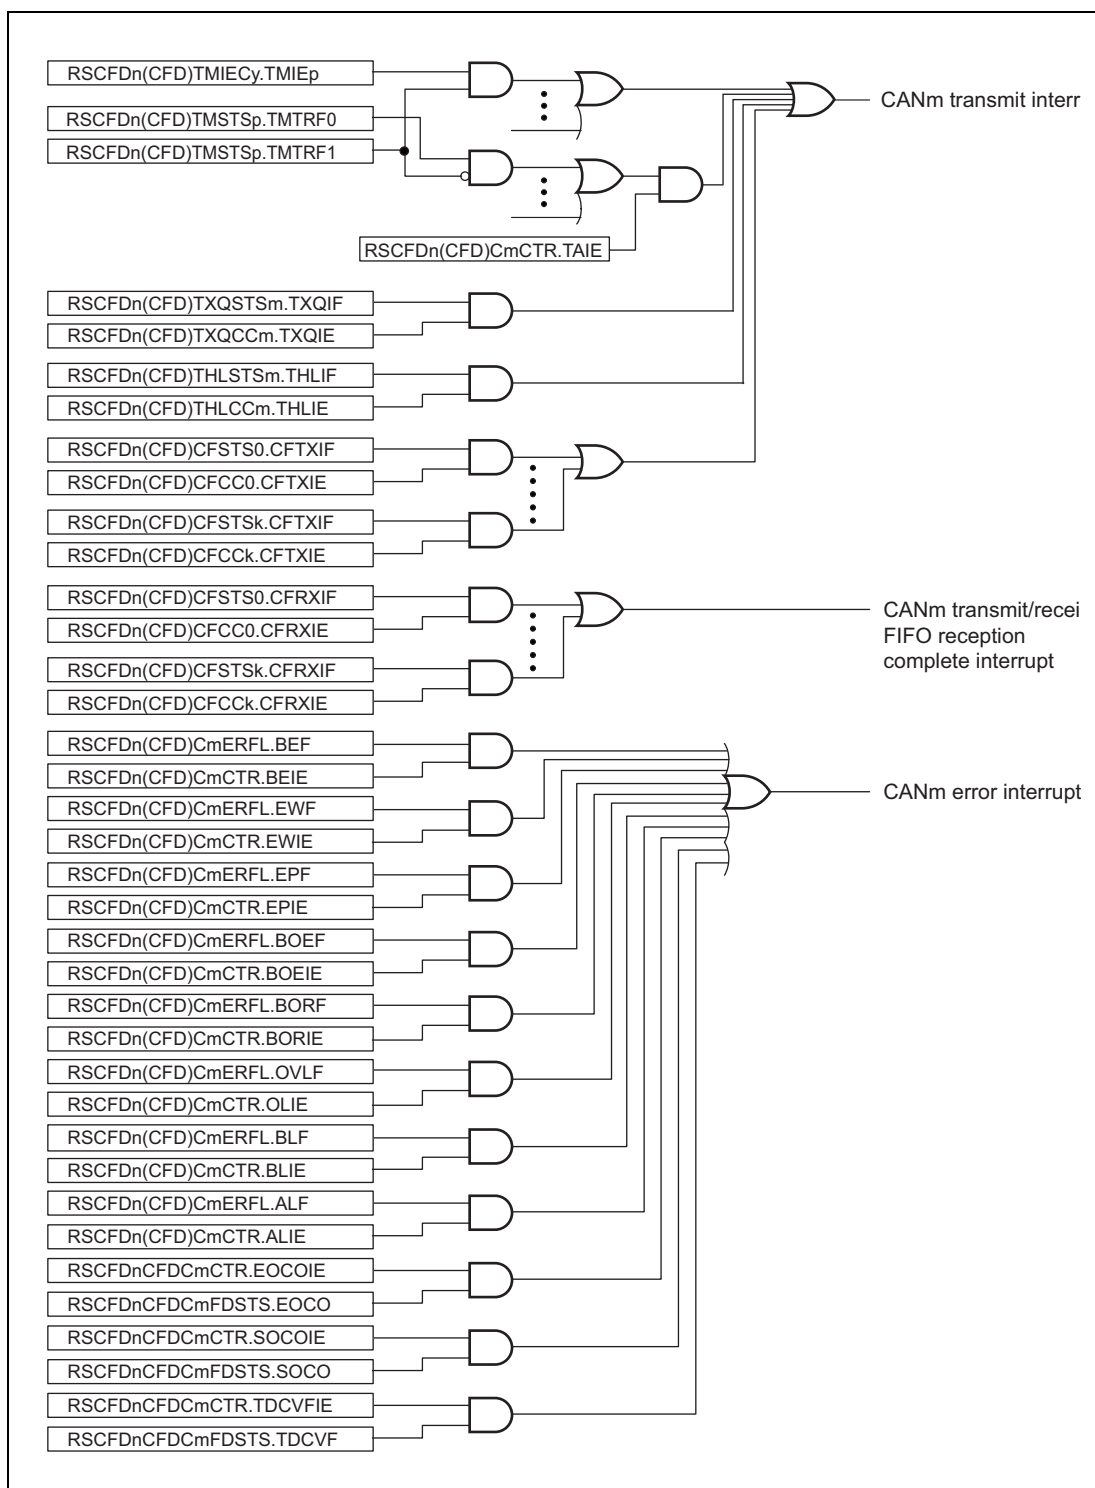 RSCFDn(CFD)TMIECy.TMIEp
RSCFDn(CFD)TMSTSp.TMTRF0
RSCFDn(CFD)TMSTSp.TMTRF1
CANm transmit interr
RSCFDn(CFD)CmCTR.TAIE
RSCFDn(CFD)TXQSTSm.TXQIF
RSCFDn(CFD)TXQCCm.TXQIE
RSCFDn(CFD)THLSTSm.THLIF
RSCFDn(CFD)THLCCm.THLIE
RSCFDn(CFD)CFSTS0.CFTXIF
RSCFDn(CFD)CFCC0.CFTXIE
RSCFDn(CFD)CFSTSk.CFTXIF
RSCFDn(CFD)CFCCk.CFTXIE
RSCFDn(CFD)CFSTS0.CFRXIF
RSCFDn(CFD)CFCC0.CFRXIE
RSCFDn(CFD)CFSTSk.CFRXIF
RSCFDn(CFD)CFCCk.CFRXIE
CANm transmit/recei
FIFO reception
complete interrupt
RSCFDn(CFD)CmERFL.BEF
RSCFDn(CFD)CmCTR.BEIE
RSCFDn(CFD)CmERFL.EWF
RSCFDn(CFD)CmCTR.EWIE
RSCFDn(CFD)CmERFL.EPF
RSCFDn(CFD)CmCTR.EPIE
RSCFDn(CFD)CmERFL.BOEF
RSCFDn(CFD)CmCTR.BOEIE
RSCFDn(CFD)CmERFL.BORF
RSCFDn(CFD)CmCTR.BORIE
RSCFDn(CFD)CmERFL.OVLF
RSCFDn(CFD)CmCTR.OLIE
RSCFDn(CFD)CmERFL.BLF
RSCFDn(CFD)CmCTR.BLIE
RSCFDn(CFD)CmERFL.ALF
RSCFDn(CFD)CmCTR.ALIE
RSCFDnCFDCmCTR.EOCOIE
RSCFDnCFDCmFDSTS.EOCO
RSCFDnCFDCmCTR.SOCOIE
RSCFDnCFDCmFDSTS.SOCO
RSCFDnCFDCmCTR.TDCVFIE
RSCFDnCFDCmFDSTS.TDCVF
CANm error interrupt